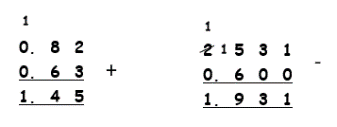 1
0. 8 2
0. 6 3 +
1. 4 5
1
2 1 5 3 1
0. 6 0 0 -
1. 9 3 1